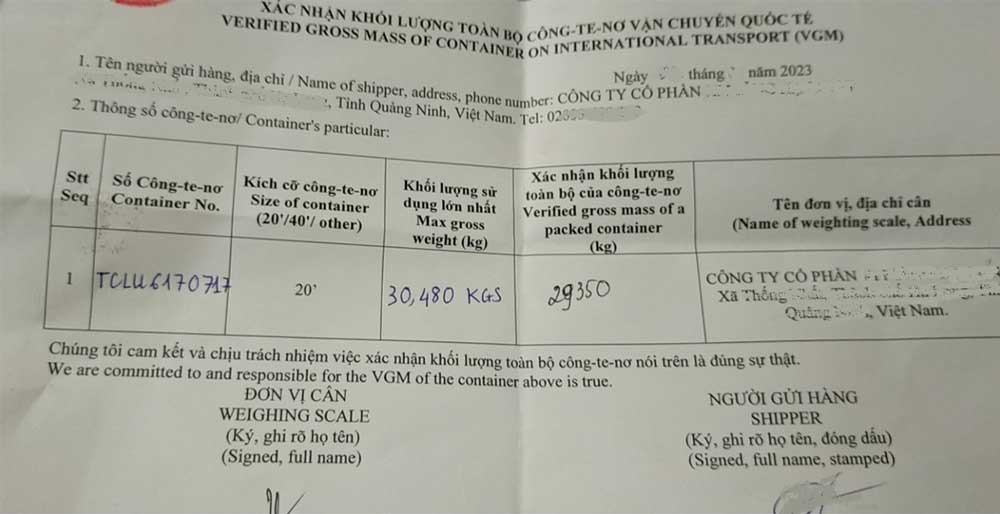 XÁC NHẬN KHỐI LƯỢNG TOÀN BỘ CÔNG-TE-NƠ VẬN CHUYỂN QUỐC TẾ
VERIFIED GROSS MASS OF CONTAINER ON INTERNATIONAL TRANSPORT (VGM)
Ngày tháng năm 2023
1. Tên người gửi hàng, địa chỉ / Name of shipper, address, phone number: CÔNG TY CỔ PHẦN
, Tỉnh Quảng Ninh, Việt Nam. Tel:
2. Thông số công-te-nơ/ Container's particular:
Stt
Seq
Số Công-te-nơ
Container No.
Kích cỡ công-te-nơ
Size of container
(20'/40'/ other)
Khối lượng sử
dụng lớn nhất
Max gross
weight (kg)
Xác nhận khối lượng
toàn bộ của công-te-nơ
Verified gross mass of a
packed container
(kg)
Tên đơn vị, địa chỉ cân
(Name of weighting scale, Address
1
TCLU6170717
20'
30,480 KGS
29350
CÔNG TY CỔ PHẦN
Xã Thống
Quảng , Việt Nam.
Chúng tôi cam kết và chịu trách nhiệm việc xác nhận khối lượng toàn bộ công-te-nơ nói trên là đúng sự thật.
We are committed to and responsible for the VGM of the container above is true.
ĐƠN VỊ CÂN
WEIGHING SCALE
(Ký, ghi rõ họ tên)
(Signed, full name)
NGƯỜI GỬI HÀNG
SHIPPER
(Ký, ghi rõ họ tên, đóng dấu)
(Signed, full name, stamped)